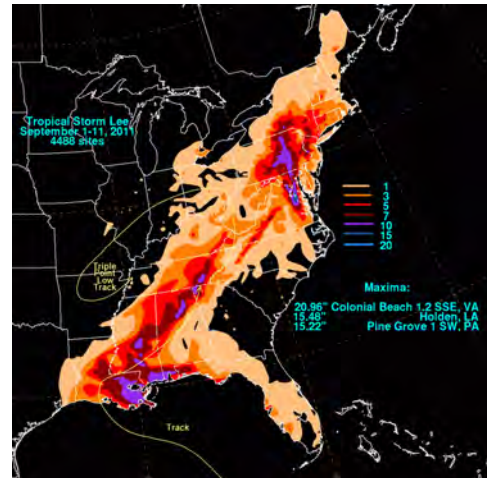 Tropical Storm Lee
September 1-11, 2011
4488 sites
1
3
5
7
10
15
20
Triple
Point
Low
Track
Maxima:
20.96" Colonial Beach 1.2 SSE, VA
15.48" Holden, LA
15.22" Pine Grove 1 SW, PA
Track